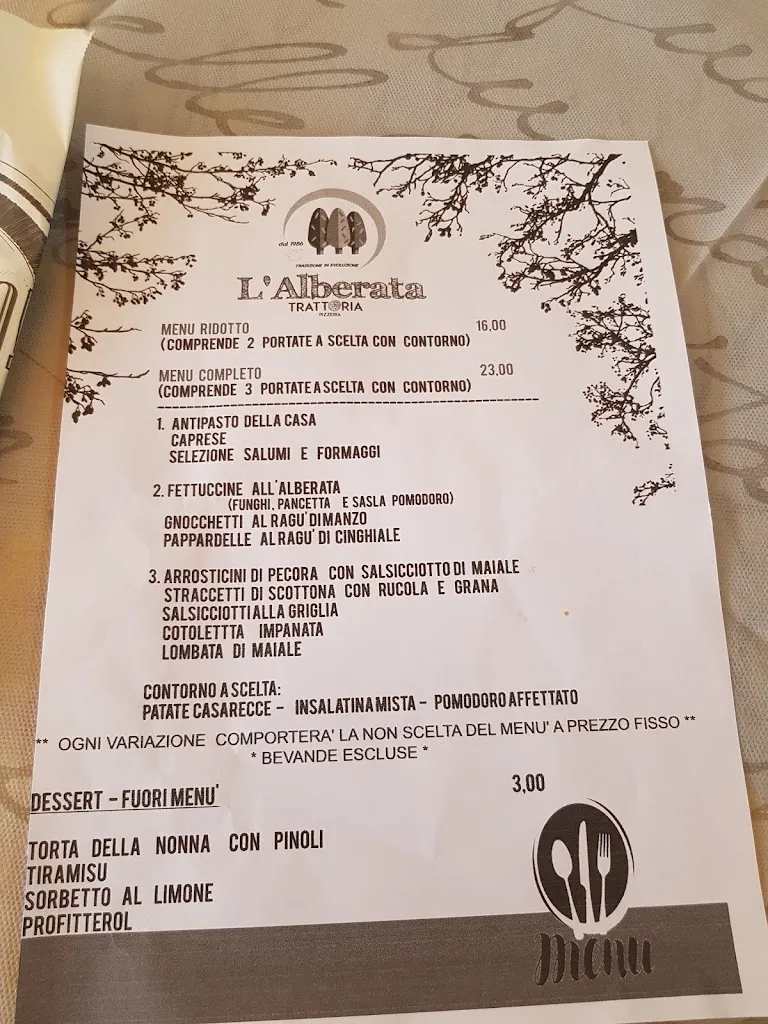 dal 1986
TRADIZIONE IN EVOLUZIONE
L'Alberata
TRATTORIA
PIZZERIA
MENU RIDOTTO 16,00
(COMPRENDE 2 PORTATE A SCELTA CON CONTORNO)
MENU COMPLETO 23,00
(COMPRENDE 3 PORTATE A SCELTA CON CONTORNO)
1. ANTIPASTO DELLA CASA
CAPRESE
SELEZIONE SALUMI E FORMAGGI
2. FETTUCCINE ALL'ALBERATA
(FUNGHI, PANCETTA E SASLA POMODORO)
GNOCCHETTI AL RAGU' DI MANZO
PAPPARDELLE AL RAGU' DI CINGHIALE
3. ARROSTICINI DI PECORA CON SALSICCIOTTO DI MAIALE
STRACCETTI DI SCOTTONA CON RUCOLA E GRANA
SALSICCIOTTI ALLA GRIGLIA
COTOLETTTA IMPANATA
LOMBATA DI MAIALE
CONTORNO A SCELTA:
PATATE CASARECCE - INSALATINA MISTA - POMODORO AFFETTATO
** OGNI VARIAZIONE COMPORTERA' LA NON SCELTA DEL MENU' A PREZZO FISSO **
* BEVANDE ESCLUSE *
DESSERT - FUORI MENU' 3,00
TORTA DELLA NONNA CON PINOLI
TIRAMISU
SORBETTO AL LIMONE
PROFITTEROL
menu